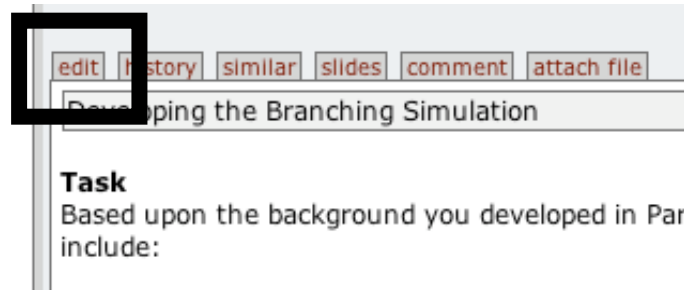 edit history similar slides comment attach file
Developing the Branching Simulation
Task
Based upon the background you developed in Par
include: